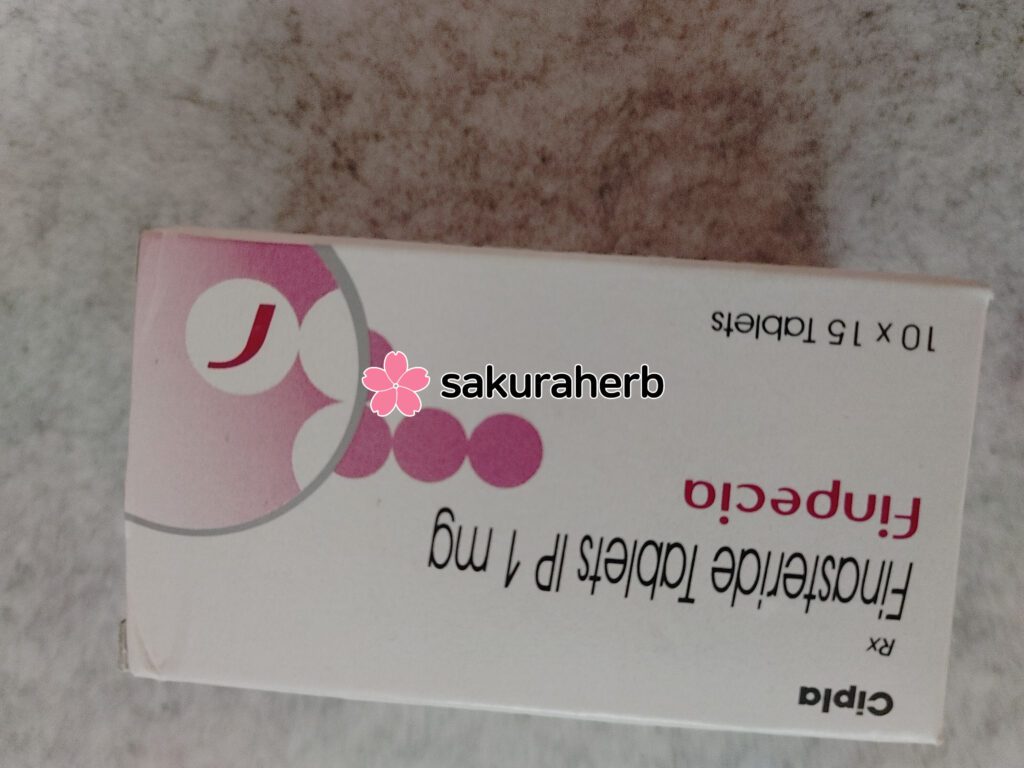 Cipla
Rx
Finasteride Tablets IP 1 mg
finpecia
10 x 15 Tablets
sakuraherb